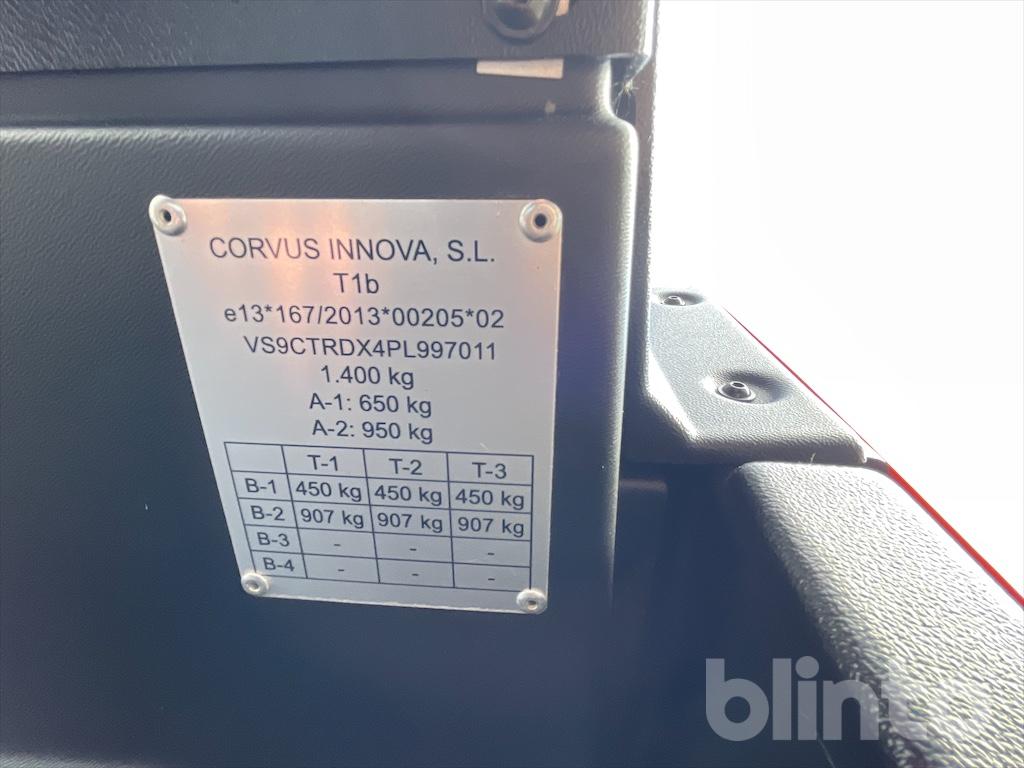 CORVUS INNOVA, S.L.
T1b
e13*167/2013*00205*02
VS9CTRDX4PL997011
1.400 kg
A-1: 650 kg
A-2: 950 kg
T-1 T-2 T-3
B-1 450 kg 450 kg 450 kg
B-2 907 kg 907 kg 907 kg
B-3 - - -
B-4 - - -
blinto